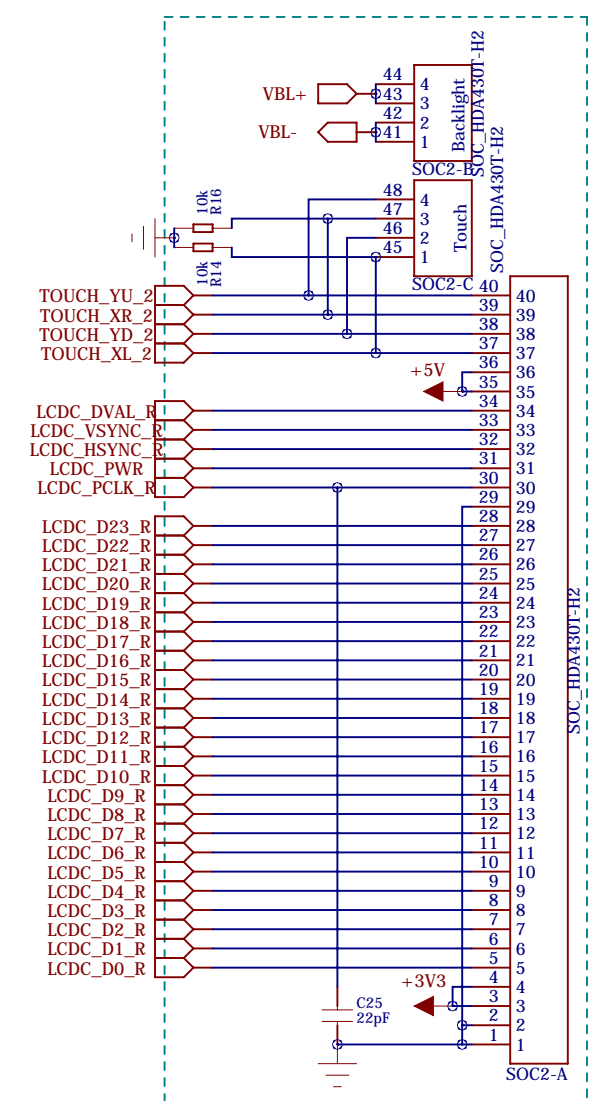 44
4
VBL+
43
3
42
2
VBL-
41
1
Backlight
SOC_HDA430T-H2
SOC2-B
48
4
10k
R16
47
3
46
2
45
1
Touch
SOC_HDA430T-H2
10k
R14
SOC2-C
TOUCH_YU_2
40
40
TOUCH_XR_2
39
39
TOUCH_YD_2
38
38
TOUCH_XL_2
37
37
36
36
+5V
35
35
LCDC_DVAL_R
34
34
LCDC_VSYNC_R
33
33
LCDC_HSYNC_R
32
32
LCDC_PWR
31
31
LCDC_PCLK_R
30
30
29
29
LCDC_D23_R
28
28
LCDC_D22_R
27
27
LCDC_D21_R
26
26
LCDC_D20_R
25
25
LCDC_D19_R
24
24
LCDC_D18_R
23
23
LCDC_D17_R
22
22
LCDC_D16_R
21
21
LCDC_D15_R
20
20
LCDC_D14_R
19
19
LCDC_D13_R
18
18
LCDC_D12_R
17
17
LCDC_D11_R
16
16
LCDC_D10_R
15
15
LCDC_D9_R
14
14
LCDC_D8_R
13
13
LCDC_D7_R
12
12
LCDC_D6_R
11
11
LCDC_D5_R
10
10
LCDC_D4_R
9
9
LCDC_D3_R
8
8
LCDC_D2_R
7
7
LCDC_D1_R
6
6
LCDC_D0_R
5
5
SOC_HDA430T-H2
+3V3
4
4
3
3
C25
22pF
2
2
1
1
SOC2-A